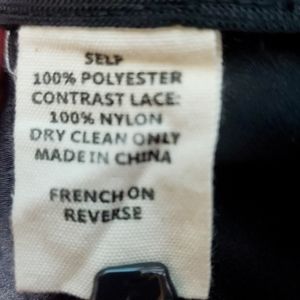 SELF
100% POLYESTER
CONTRAST LACE:
100% NYLON
DRY CLEAN ONLY
MADE IN CHINA
FRENCH ON
REVERSE